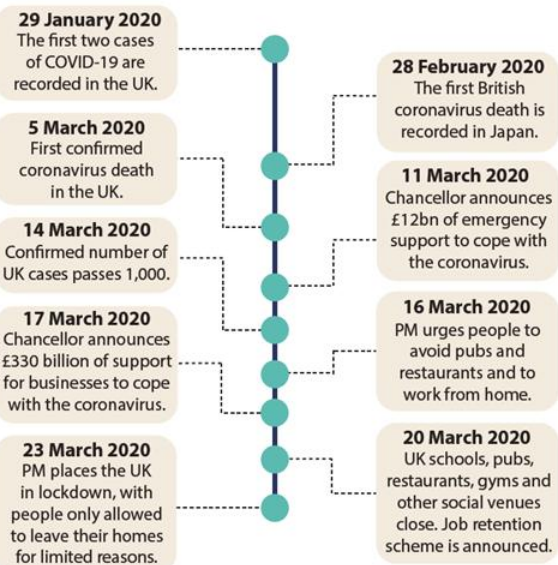 29 January 2020
The first two cases
of COVID-19 are
recorded in the UK.
28 February 2020
The first British
coronavirus death is
recorded in Japan.
5 March 2020
First confirmed
coronavirus death
in the UK.
11 March 2020
Chancellor announces
£12bn of emergency
support to cope with
the coronavirus.
14 March 2020
Confirmed number of
UK cases passes 1,000.
16 March 2020
PM urges people to
avoid pubs and
restaurants and to
work from home.
17 March 2020
Chancellor announces
£330 billion of support
for businesses to cope
with the coronavirus.
20 March 2020
UK schools, pubs,
restaurants, gyms and
other social venues
close. Job retention
scheme is announced.
23 March 2020
PM places the UK
in lockdown, with
people only allowed
to leave their homes
for limited reasons.